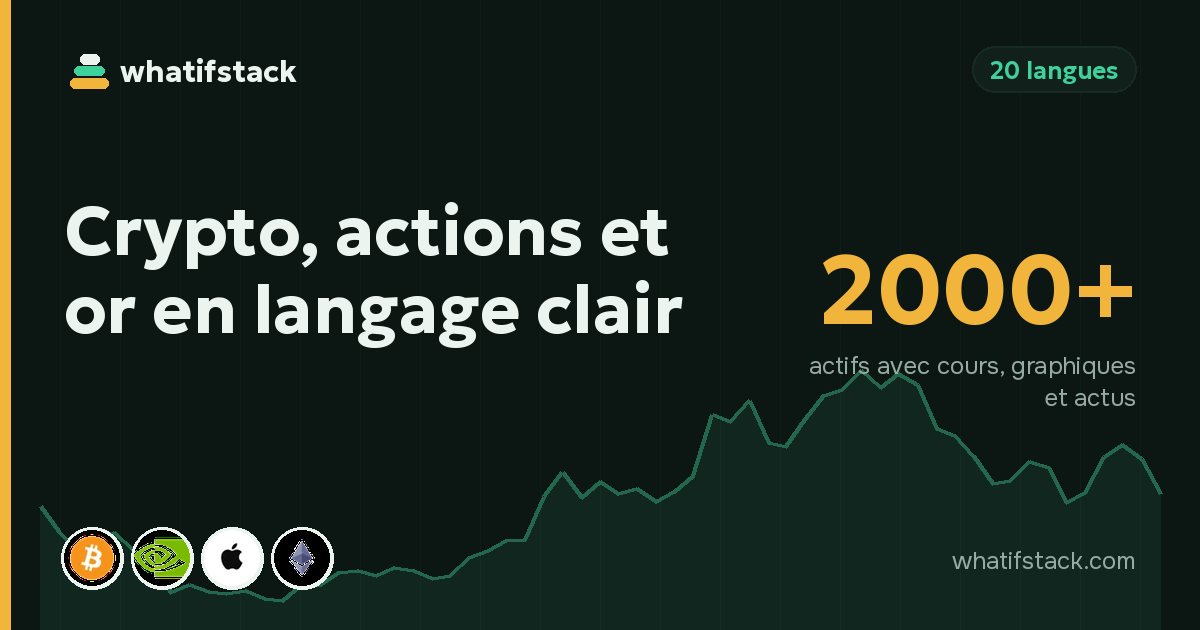 whatifstack
20 langues
Crypto, actions et
or en langage clair
2000+
actifs avec cours, graphiques
et actus
whatifstack.com